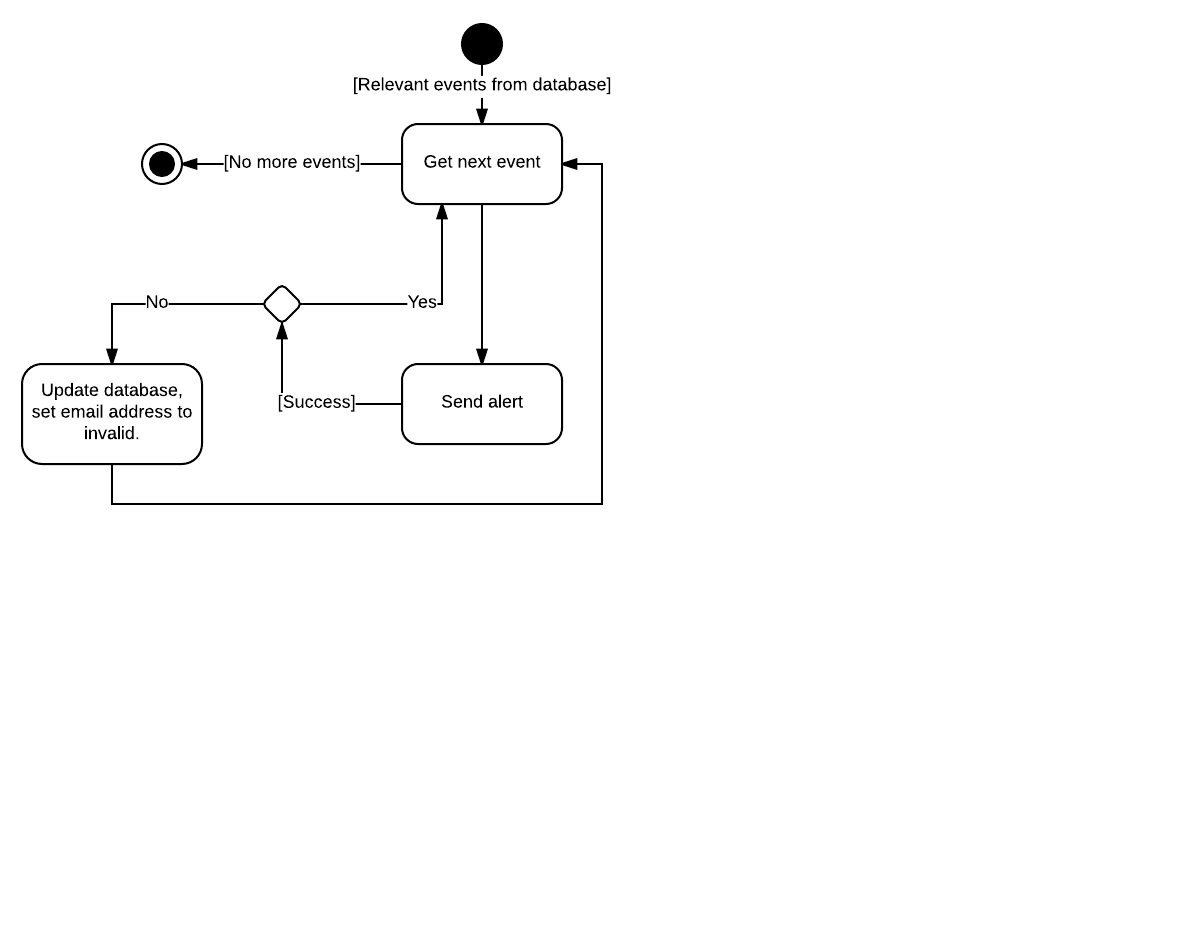 [Relevant events from database]
[No more events]
Get next event
No
Yes
Update database,
set email address to
invalid.
[Success]
Send alert